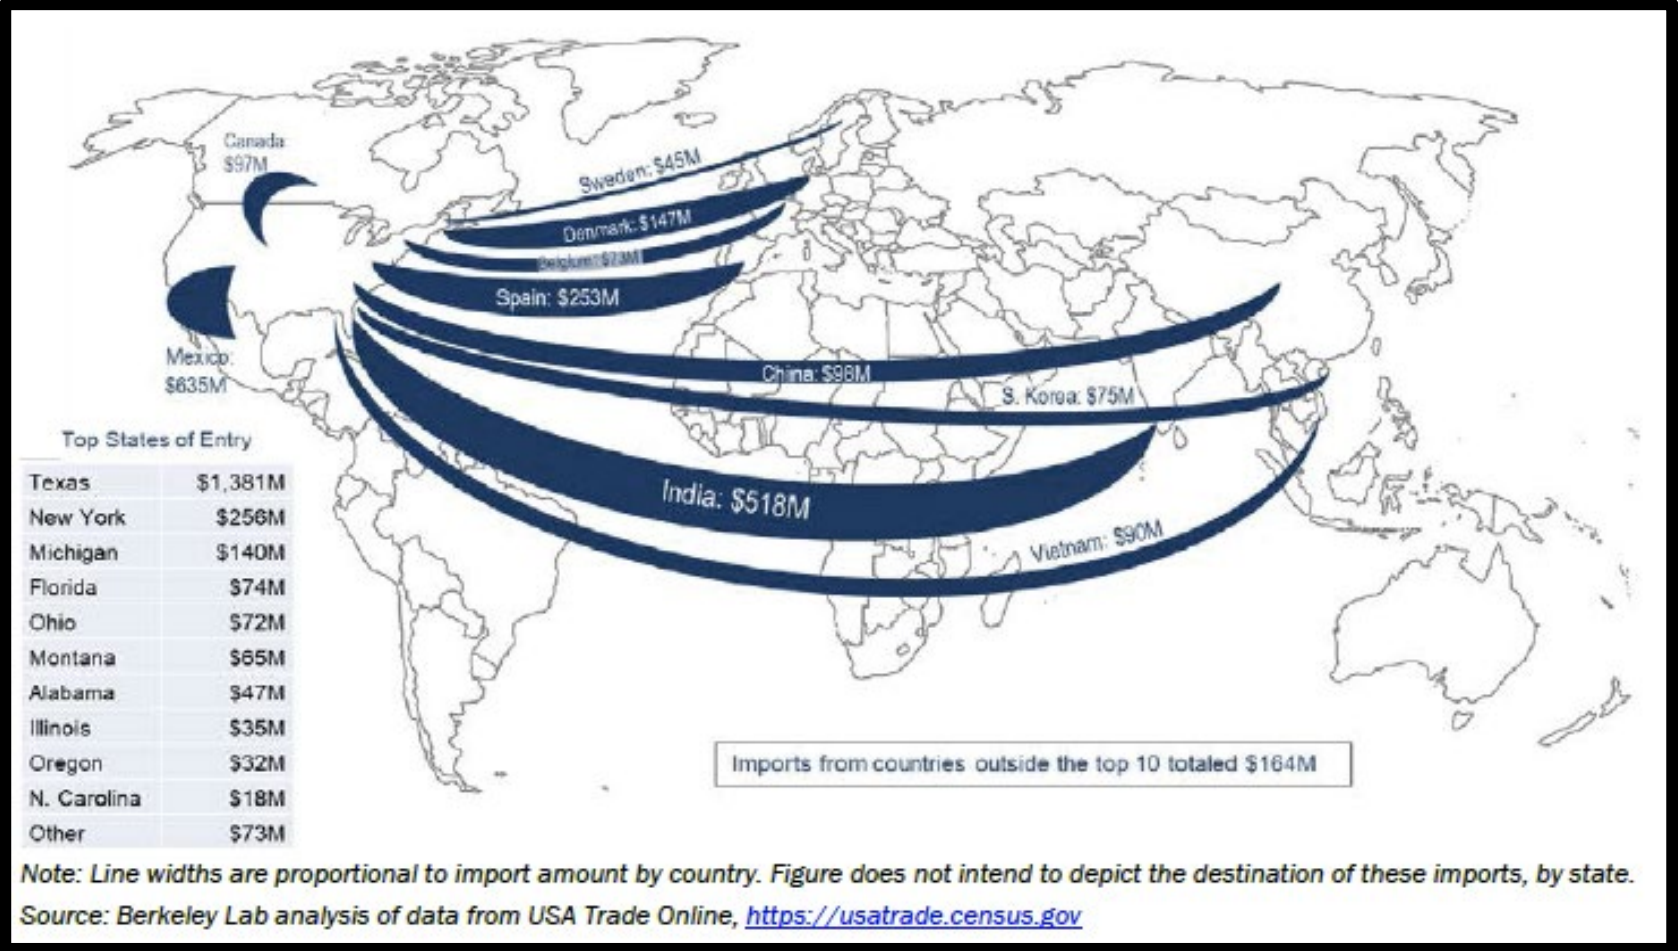 Canada
$97M
Sweden: $45M
Denmark: $147M
Belgium: $73M
Spain: $253M
Mexico:
$635M
China: $98M
S. Korea: $75M
India: $518M
Vietnam: $90M
Top States of Entry
Texas $1,381M
New York $256M
Michigan $140M
Florida $74M
Ohio $72M
Montana $65M
Alabama $47M
Illinois $35M
Oregon $32M
N. Carolina $18M
Other $73M
Imports from countries outside the top 10 totaled $164M
Note: Line widths are proportional to import amount by country. Figure does not intend to depict the destination of these imports, by state.
Source: Berkeley Lab analysis of data from USA Trade Online, https://usatrade.census.gov